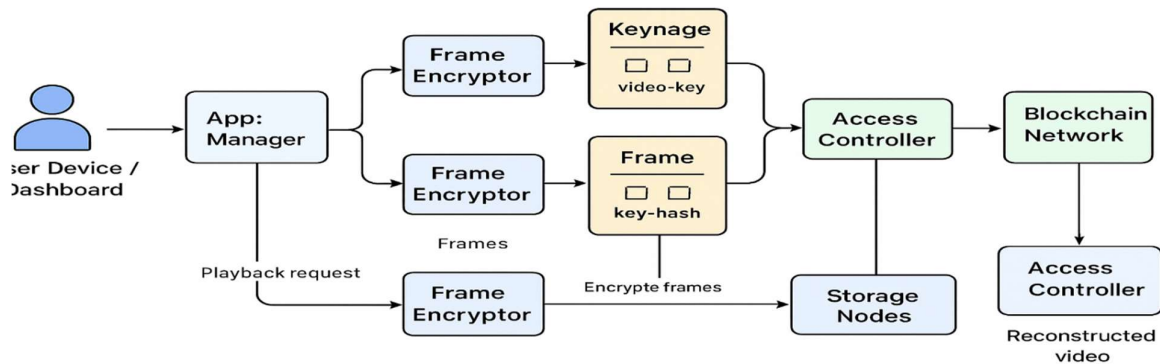 ser Device /
Dashboard
App:
Manager
Frame
Encryptor
Keynage
video-key
Frame
Encryptor
Frame
key-hash
Access
Controller
Blockchain
Network
Frames
Playback request
Frame
Encryptor
Encrypte frames
Storage
Nodes
Access
Controller
Reconstructed
video